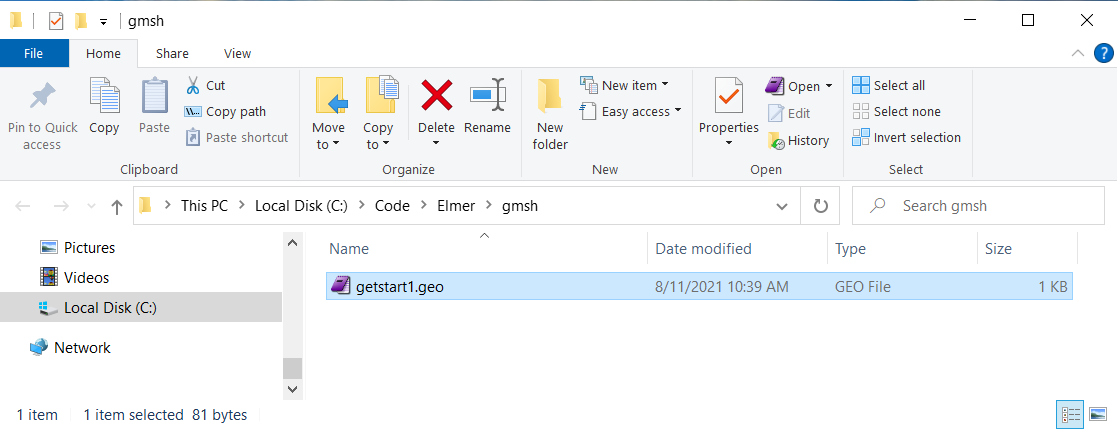 gmsh
File Home Share View
Pin to Quick access
Copy
Paste
Cut
Copy path
Paste shortcut
Clipboard
Move to
Copy to
Delete
Rename
Organize
New folder
New item
Easy access
New
Properties
Open
Edit
History
Open
Select all
Select none
Invert selection
Select
This PC > Local Disk (C:) > Code > Elmer > gmsh
Search gmsh
Pictures
Videos
Local Disk (C:)
Network
Name Date modified Type Size
getstart1.geo 8/11/2021 10:39 AM GEO File 1 KB
1 item 1 item selected 81 bytes